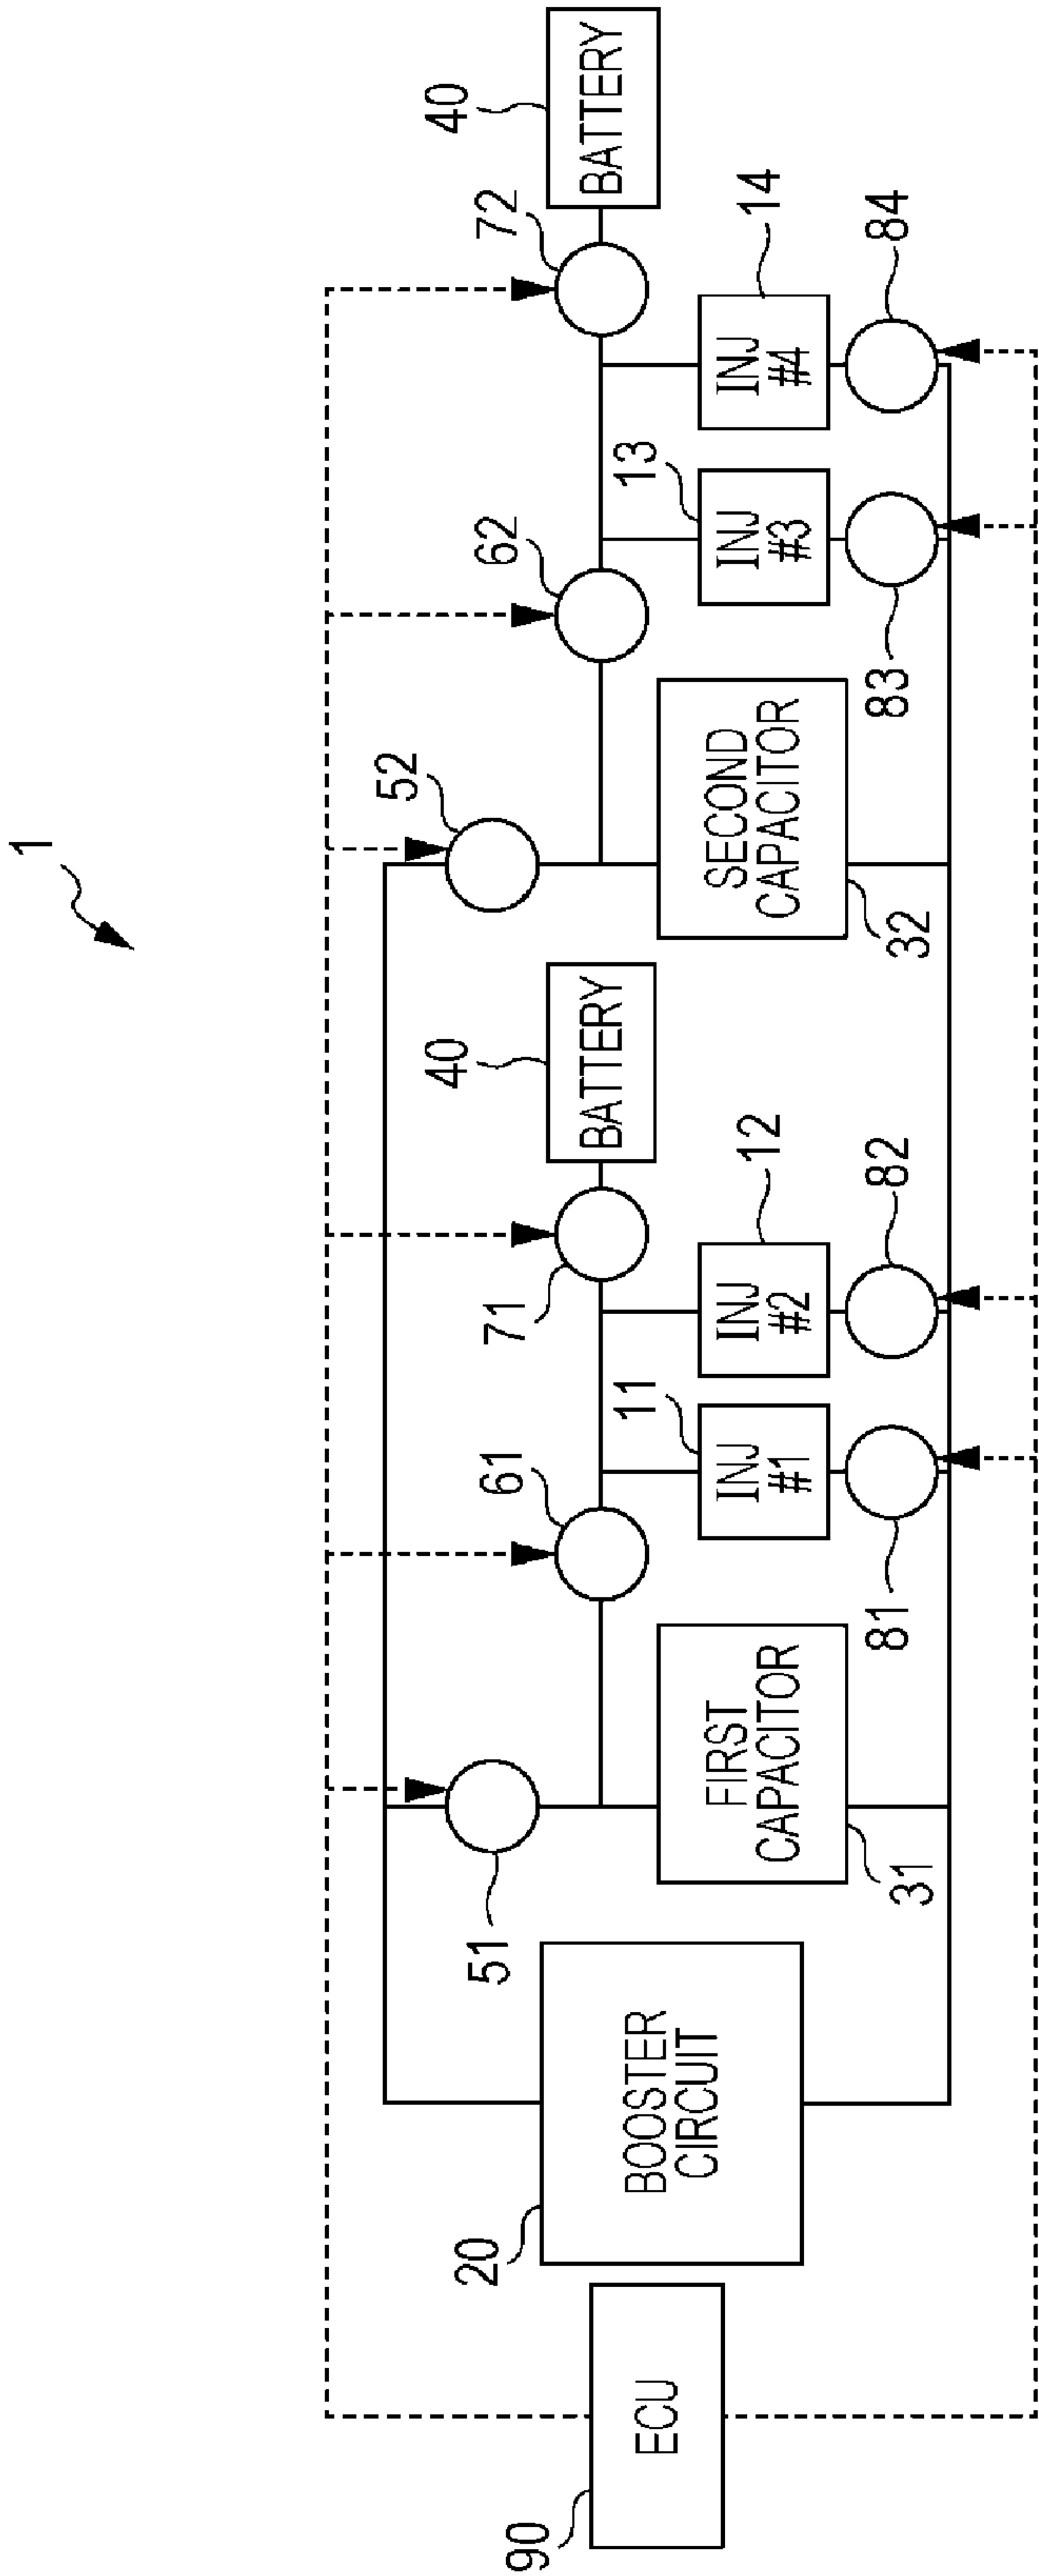 1
90
ECU
20
BOOSTER
CIRCUIT
51
31
FIRST
CAPACITOR
61
11
INJ
#1
81
71
12
INJ
#2
82
40
BATTERY
52
32
SECOND
CAPACITOR
62
13
INJ
#3
83
72
14
INJ
#4
84
40
BATTERY